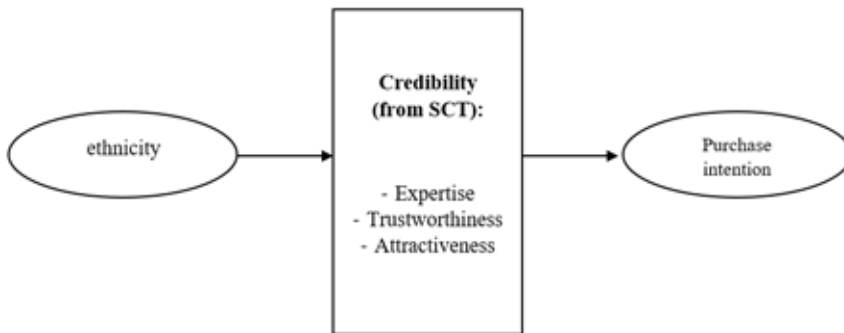 ethnicity
Credibility
(from SCT):
- Expertise
- Trustworthiness
- Attractiveness
Purchase
intention